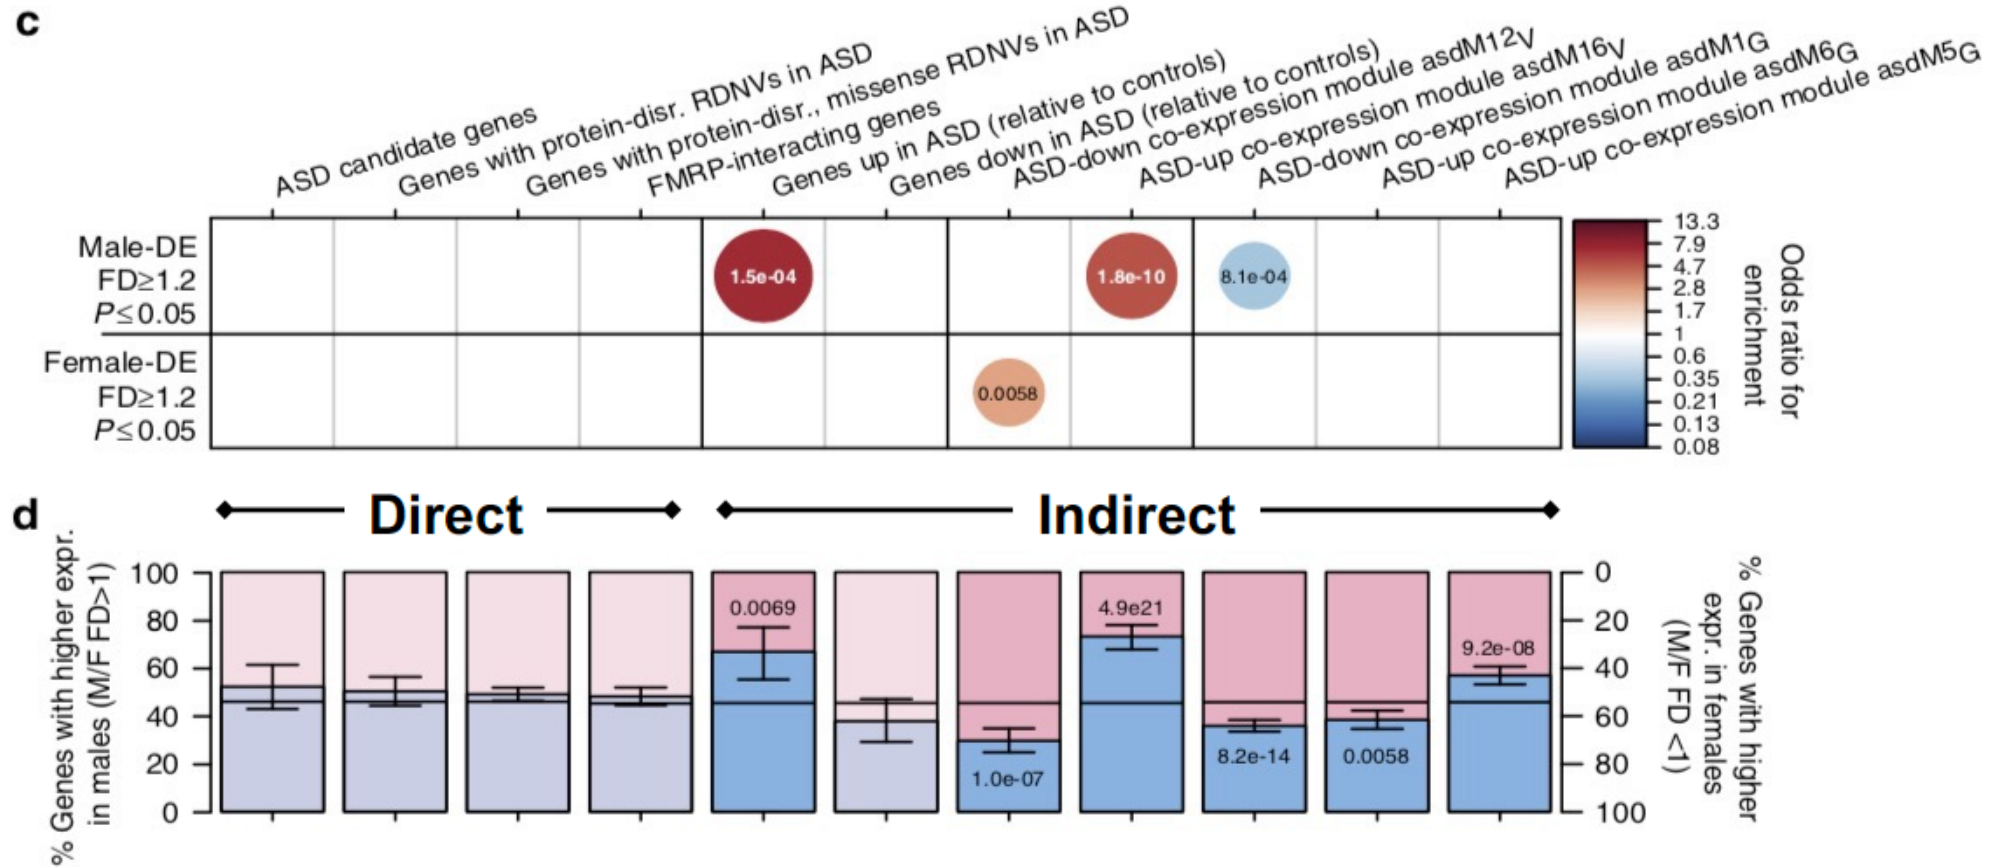 c
ASD candidate genes
Genes with protein-disr. RDNVs in ASD
Genes with protein-disr., missense RDNVs in ASD
FMRP-interacting genes
Genes up in ASD (relative to controls)
Genes down in ASD (relative to controls)
ASD-down co-expression module asdM12V
ASD-up co-expression module asdM16V
ASD-down co-expression module asdM1G
ASD-up co-expression module asdM6G
ASD-up co-expression module asdM5G
Male-DE
FD≥1.2
P≤0.05
1.5e-04
1.8e-10
8.1e-04
Female-DE
FD≥1.2
P≤0.05
0.0058
13.3
7.9
4.7
2.8
1.7
1
0.6
0.35
0.21
0.13
0.08
Odds ratio for
enrichment
Direct
Indirect
d
% Genes with higher expr.
in males (M/F FD>1)
100
80
60
40
20
0
0.0069
1.0e-07
4.9e21
8.2e-14
0.0058
9.2e-08
0
20
40
60
80
100
% Genes with higher
expr. in females
(M/F FD <1)